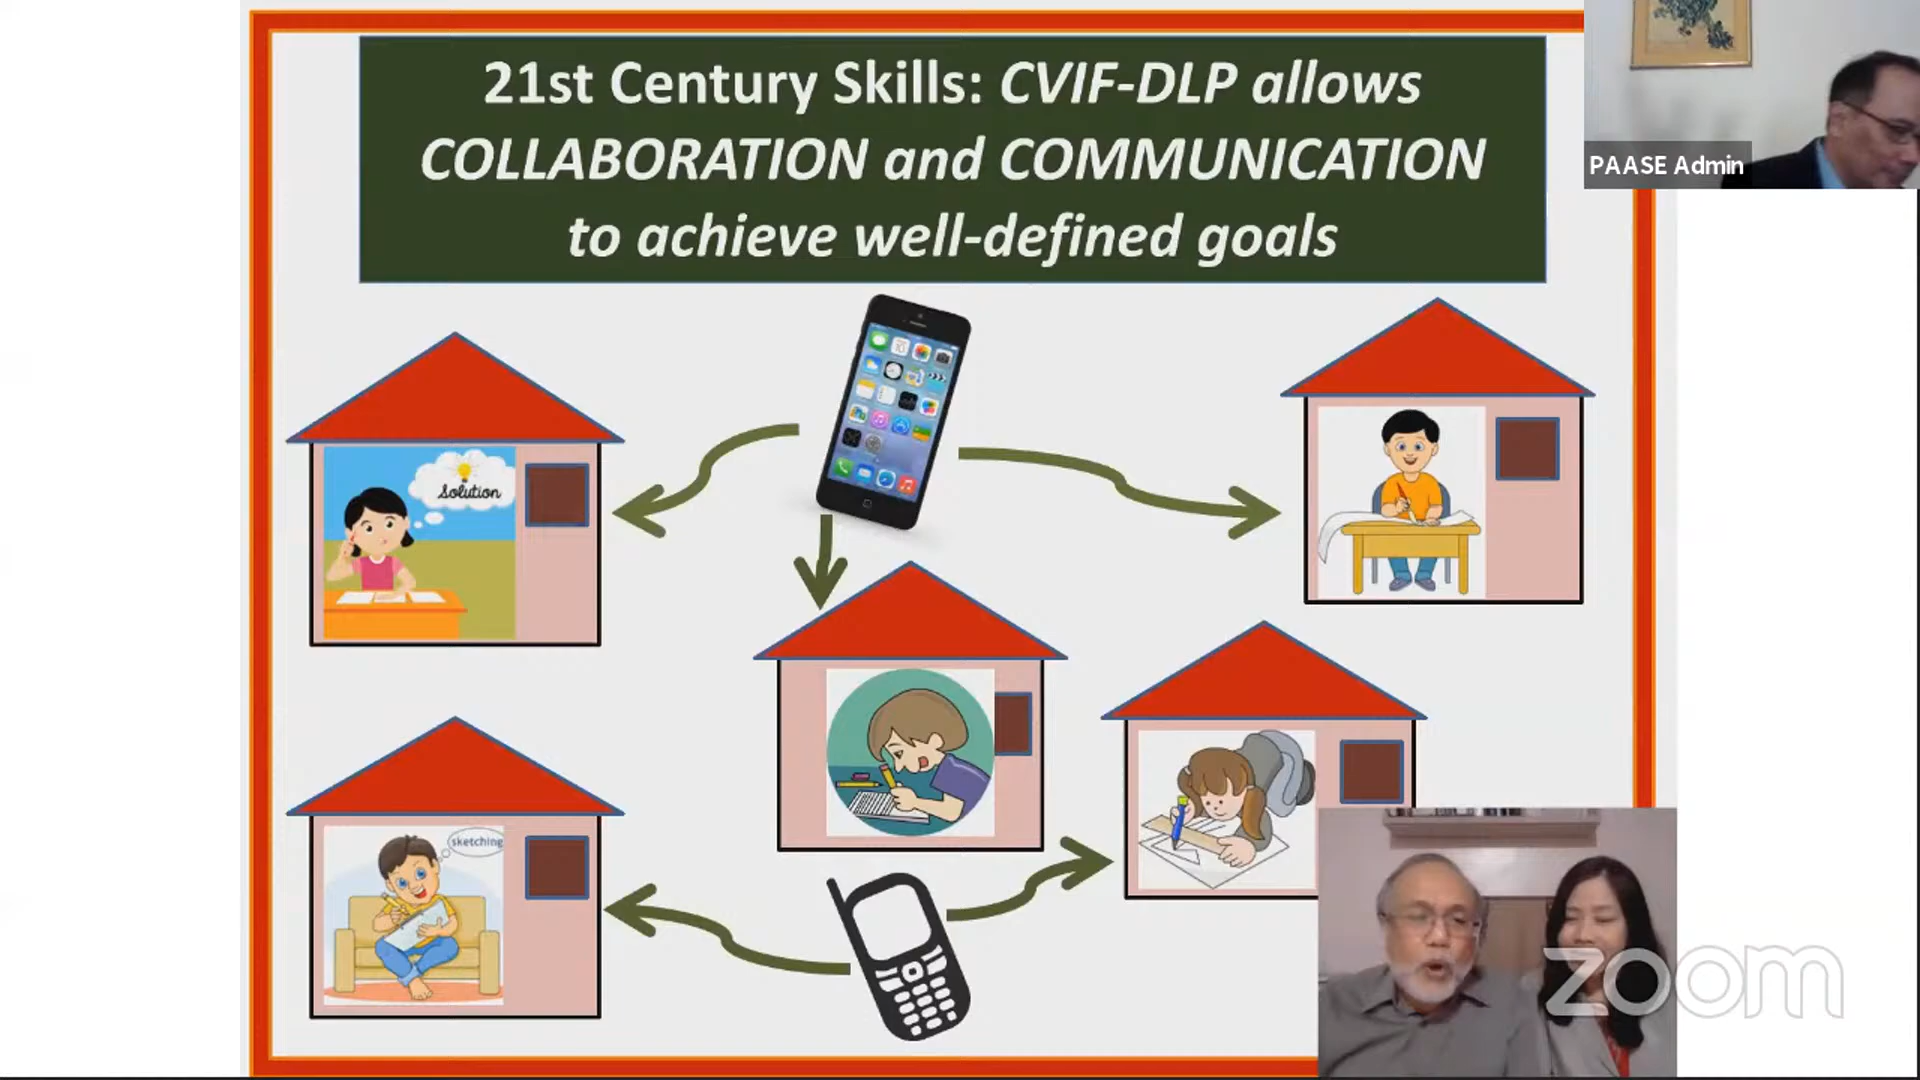 21st Century Skills: CVIF-DLP allows
COLLABORATION and COMMUNICATION
to achieve well-defined goals
PAASE Admin
Solution
sketching
zoom